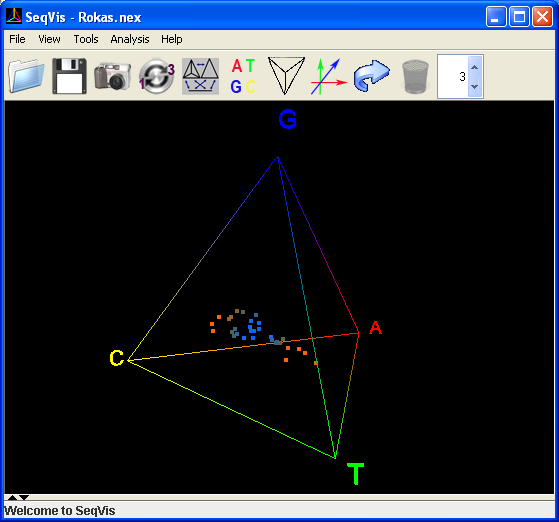 SeqVis - Rokas.nex
File View Tools Analysis Help
1 3
A T
G C
3
G
A
C
T
Welcome to SeqVis